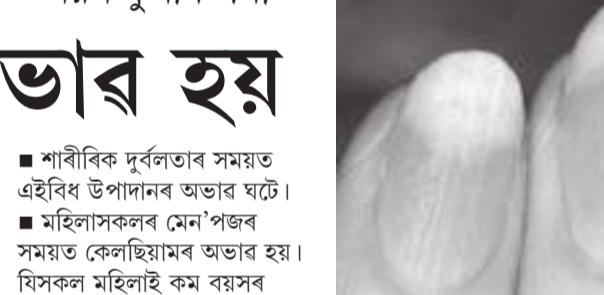 ভাৱ হয়
■ শাৰীৰিক দুৰ্বলতাৰ সময়ত
এইবিধ উপাদানৰ অভাৱ ঘটে।
■ মহিলাসকলৰ মেন'পজৰ
সময়ত কেলছিয়ামৰ অভাৱ হয়।
যিসকল মহিলাই কম বয়সৰ